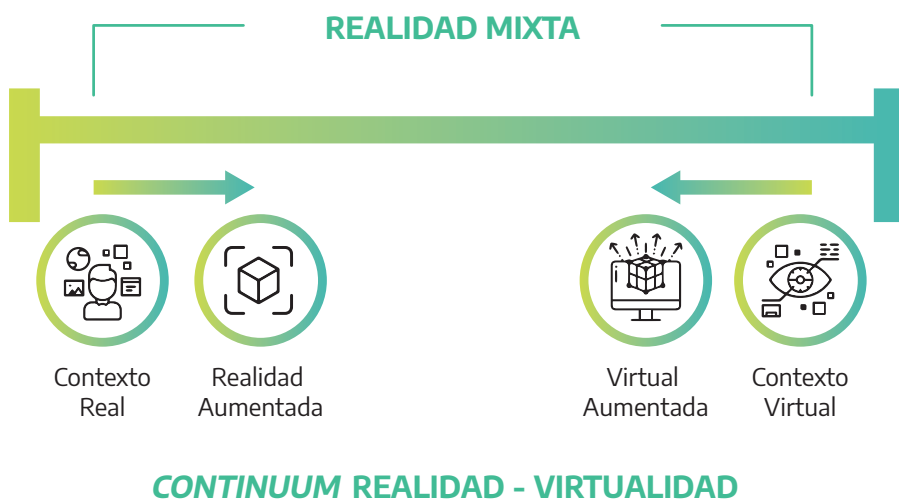 REALIDAD MIXTA
Contexto
Real
Realidad
Aumentada
Virtual
Aumentada
Contexto
Virtual
CONTINUUM REALIDAD - VIRTUALIDAD